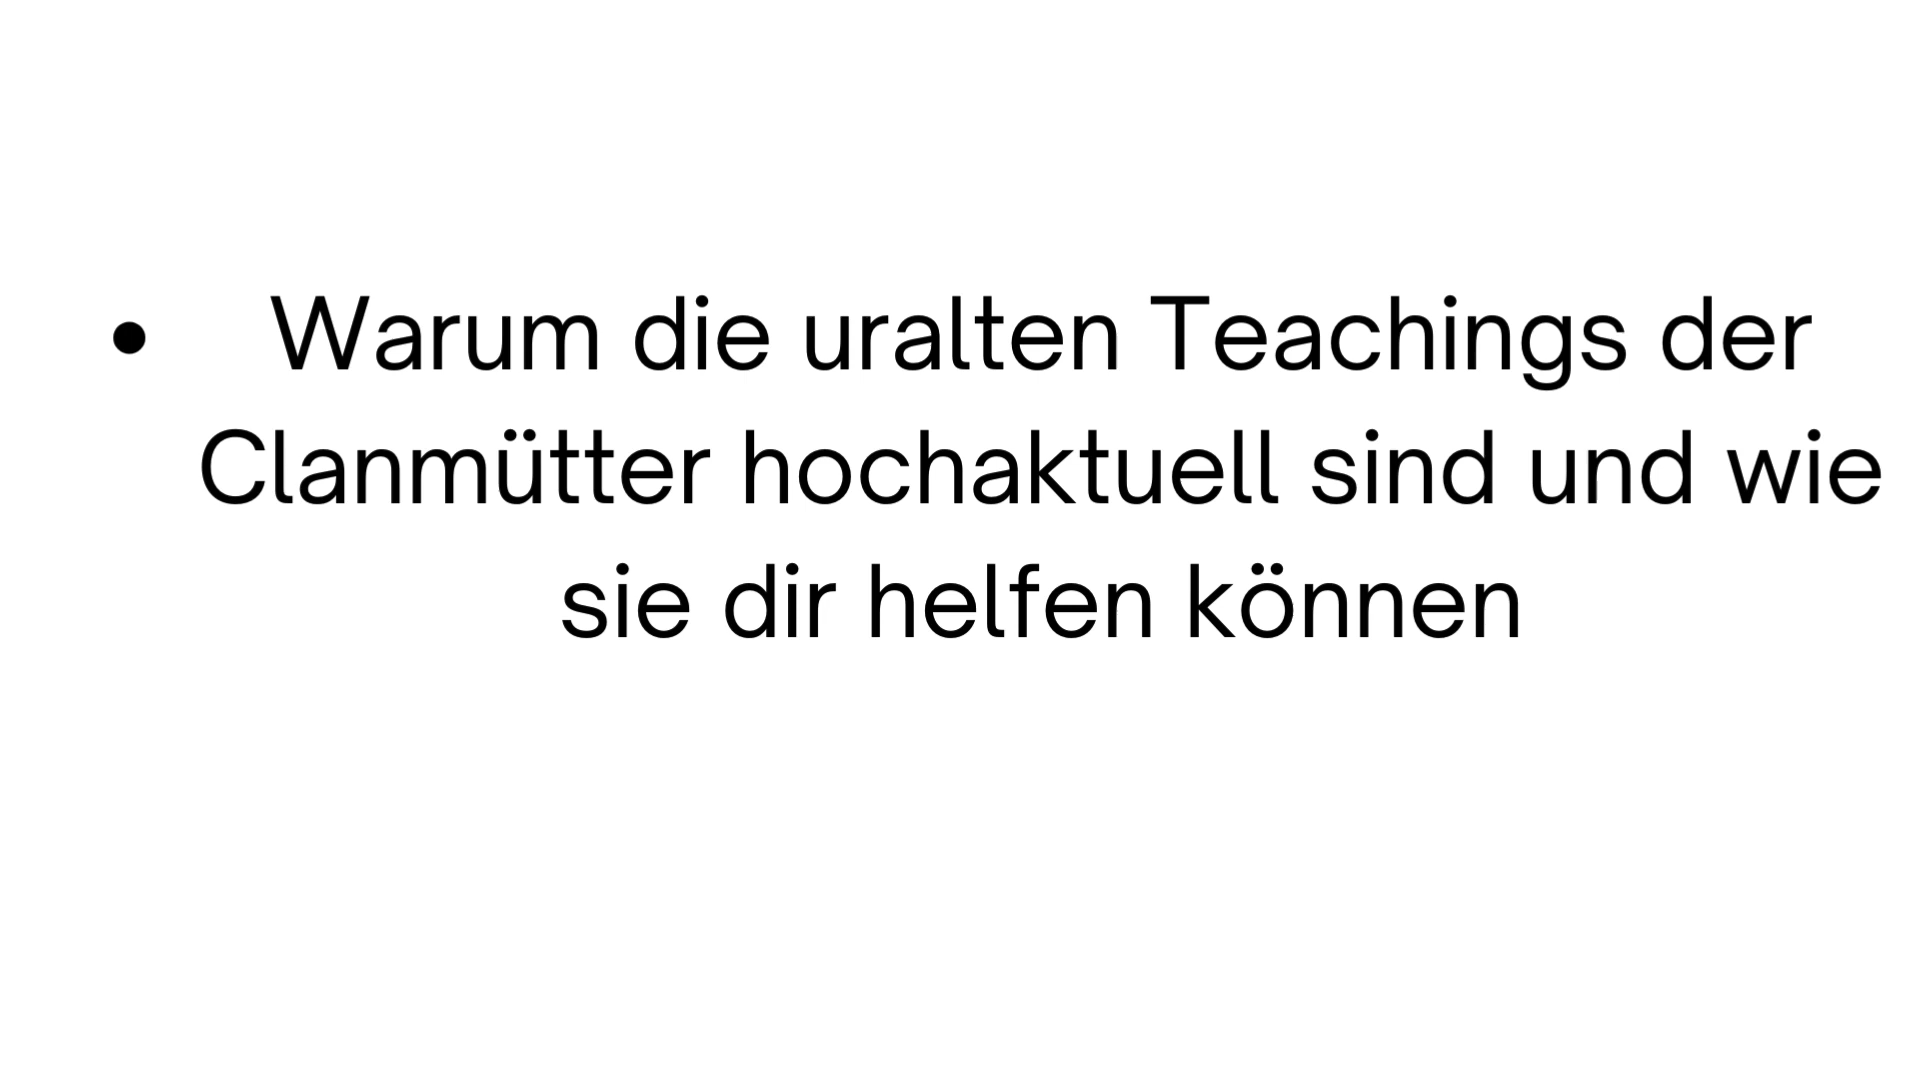 • Warum die uralten Teachings der
Clanmütter hochaktuell sind und wie
sie dir helfen können